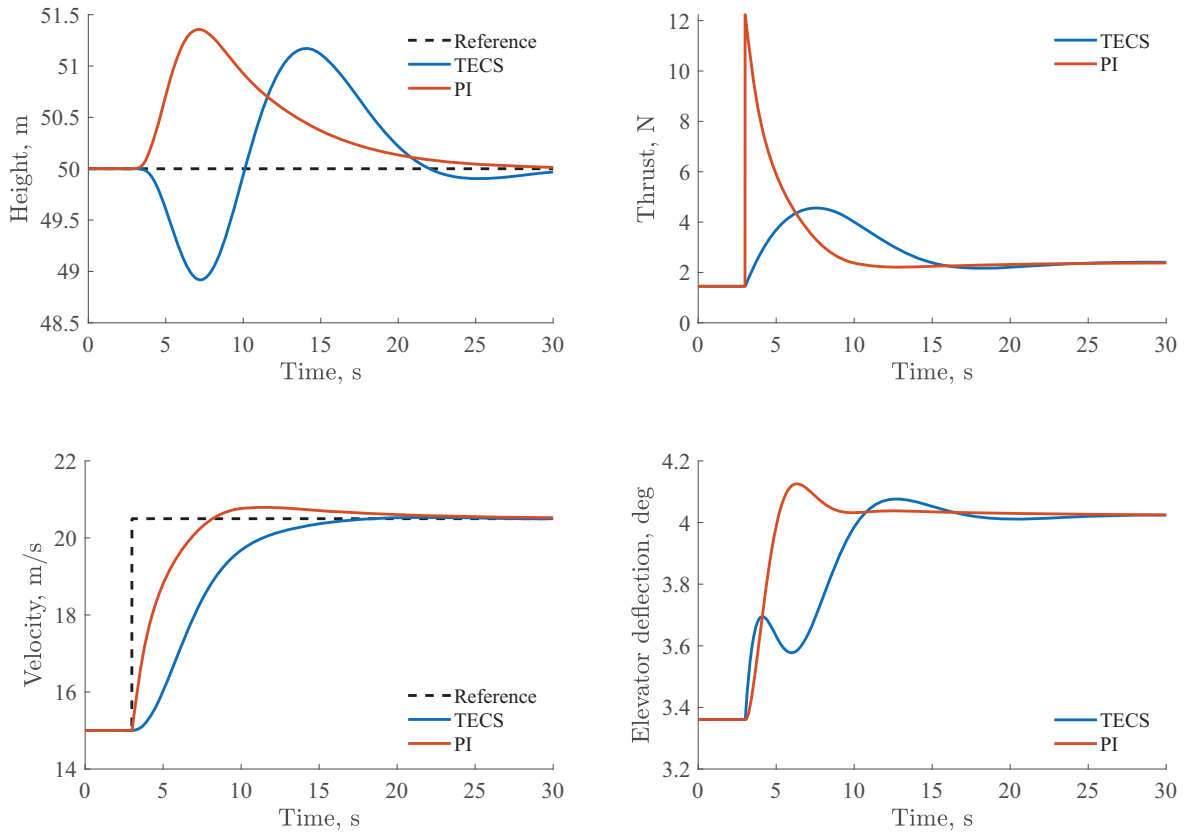 51.5
51
50.5
50
49.5
49
48.5
Height, m
0 5 10 15 20 25 30
Time, s
Reference
TECS
PI
12
10
8
6
4
2
0
Thrust, N
0 5 10 15 20 25 30
Time, s
TECS
PI
22
20
18
16
14
Velocity, m/s
0 5 10 15 20 25 30
Time, s
Reference
TECS
PI
4.2
4.0
3.8
3.6
3.4
3.2
Elevator deflection, deg
0 5 10 15 20 25 30
Time, s
TECS
PI